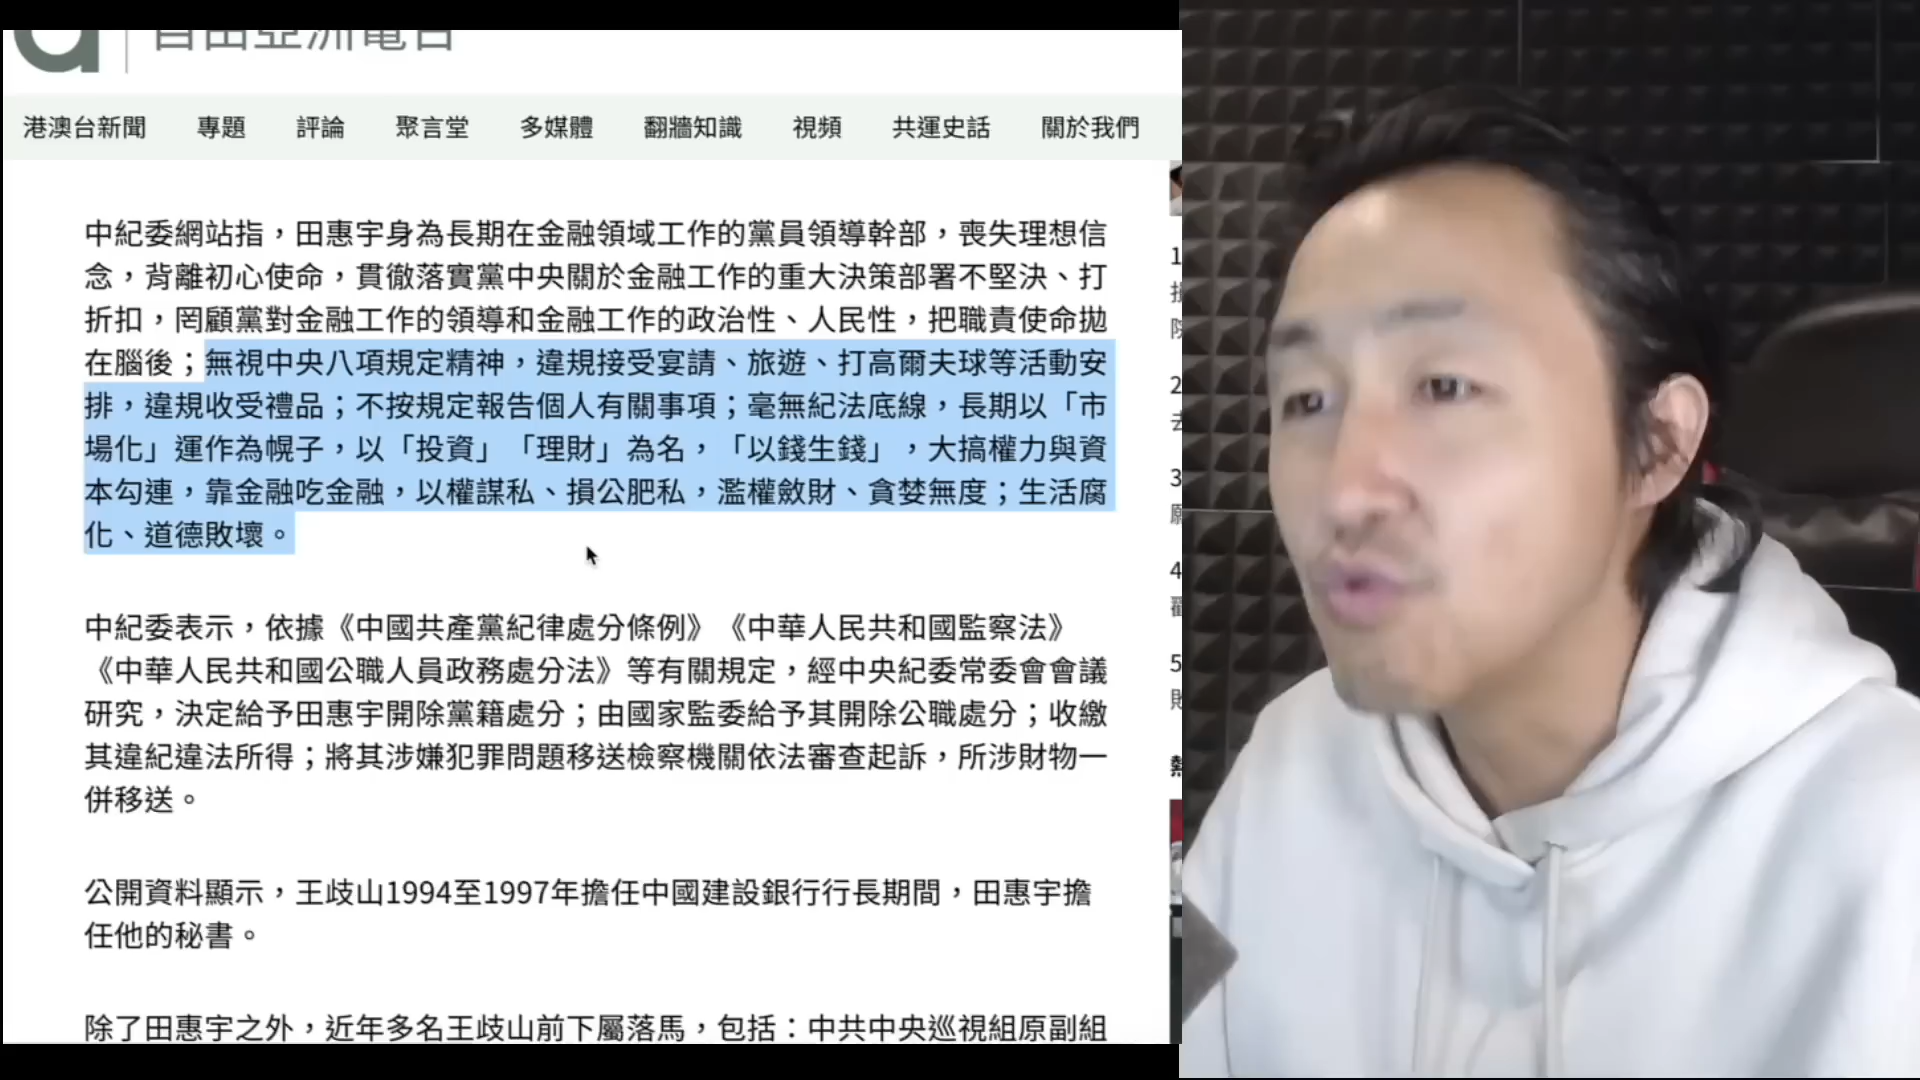 自由亞洲電台
港澳台新聞 專題 評論 聚言堂 多媒體 翻牆知識 視頻 共運史話 關於我們
中紀委網站指，田惠宇身為長期在金融領域工作的黨員領導幹部，喪失理想信
念，背離初心使命，貫徹落實黨中央關於金融工作的重大決策部署不堅決、打
折扣，罔顧黨對金融工作的領導和金融工作的政治性、人民性，把職責使命拋
在腦後；無視中央八項規定精神，違規接受宴請、旅遊、打高爾夫球等活動安
排，違規收受禮品；不按規定報告個人有關事項；毫無紀法底線，長期以「市
場化」運作為幌子，以「投資」「理財」為名，「以錢生錢」，大搞權力與資
本勾連，靠金融吃金融，以權謀私、損公肥私，濫權斂財、貪婪無度；生活腐
化、道德敗壞。
中紀委表示，依據《中國共產黨紀律處分條例》《中華人民共和國監察法》
《中華人民共和國公職人員政務處分法》等有關規定，經中央紀委常委會會議
研究，決定給予田惠宇開除黨籍處分；由國家監委給予其開除公職處分；收繳
其違紀違法所得；將其涉嫌犯罪問題移送檢察機關依法審查起訴，所涉財物一
併移送。
公開資料顯示，王歧山1994至1997年擔任中國建設銀行行長期間，田惠宇擔
任他的秘書。
除了田惠宇之外，近年多名王歧山前下屬落馬，包括：中共中央巡視組原副組
1
2
3
4
5